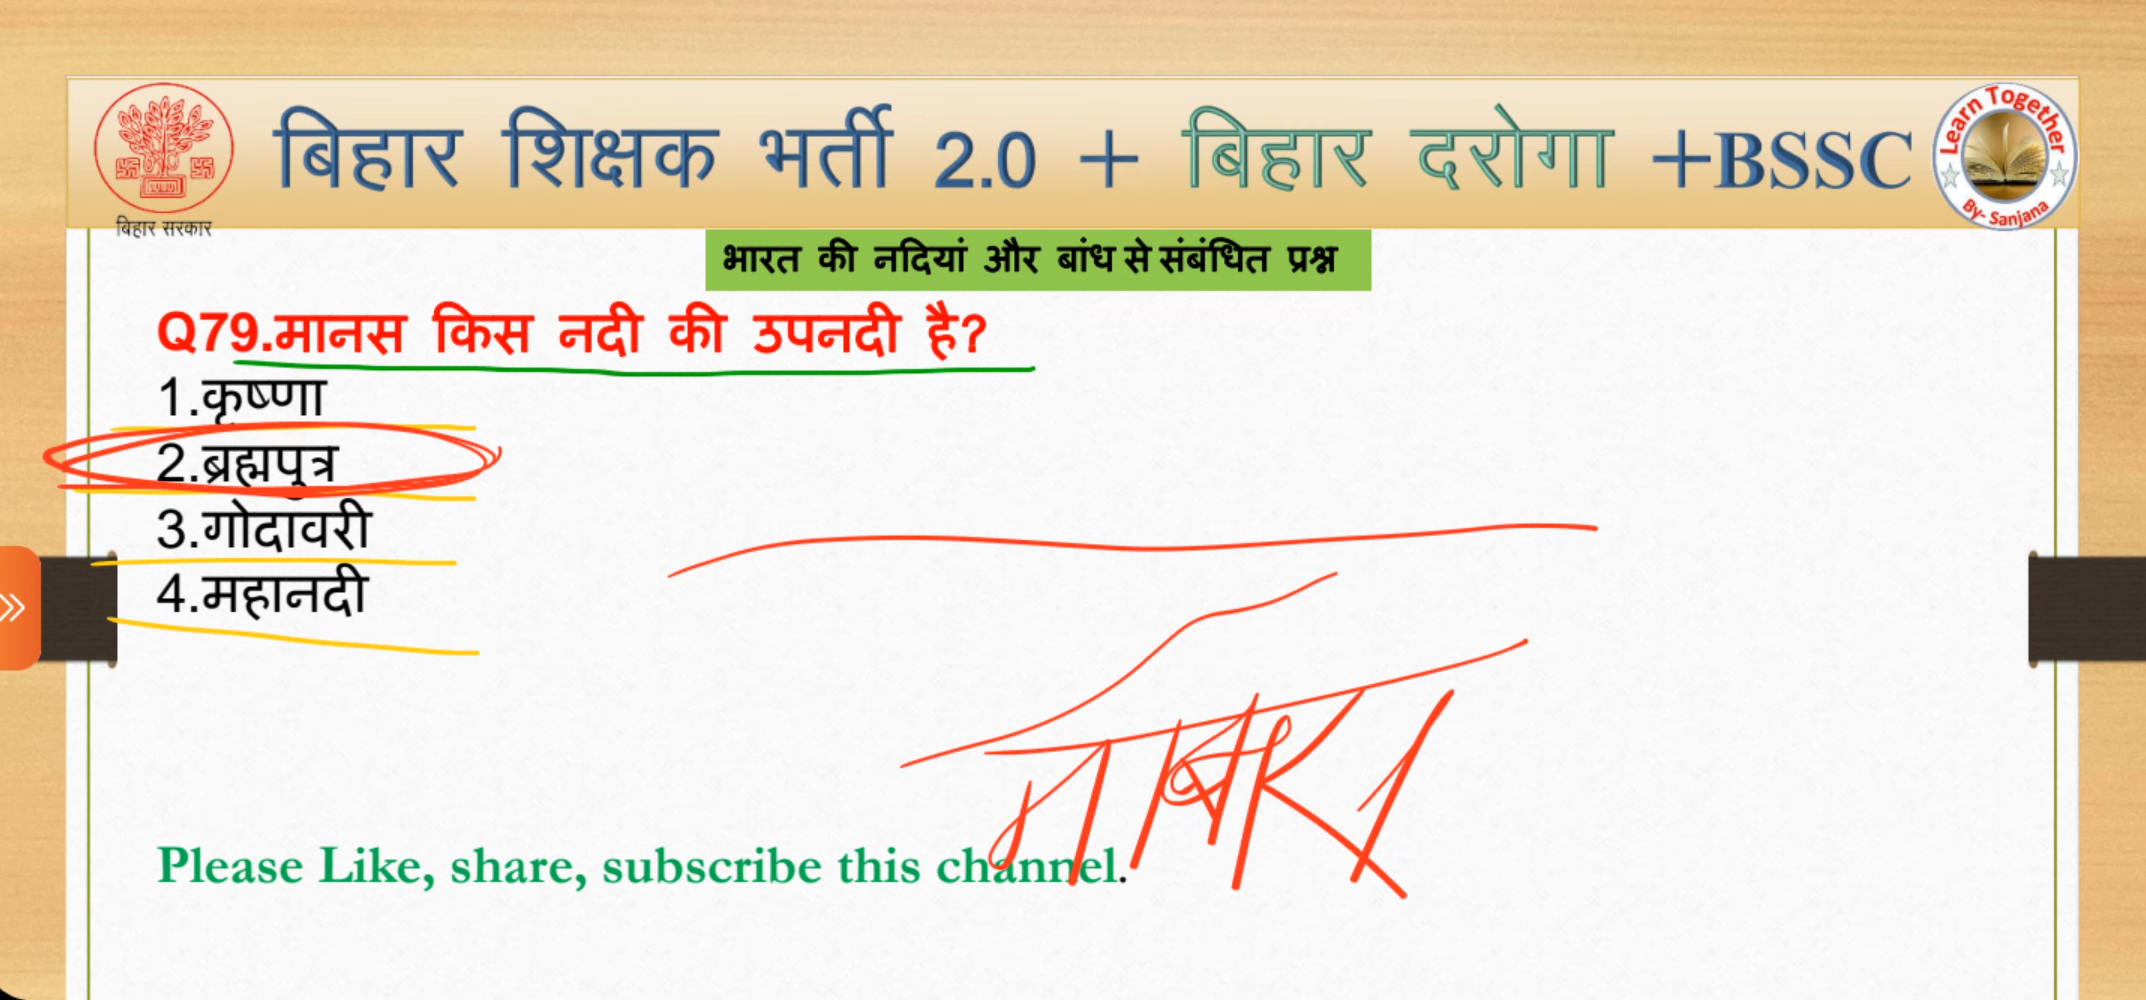 बिहार शिक्षक भर्ती 2.0 + बिहार दरोगा +BSSC
बिहार सरकार
Learn Together
By- Sanjana
भारत की नदियां और बांध से संबंधित प्रश्न
Q79.मानस किस नदी की उपनदी है?
1.कृष्णा
2.ब्रह्मपुत्र
3.गोदावरी
4.महानदी
Please Like, share, subscribe this channel.